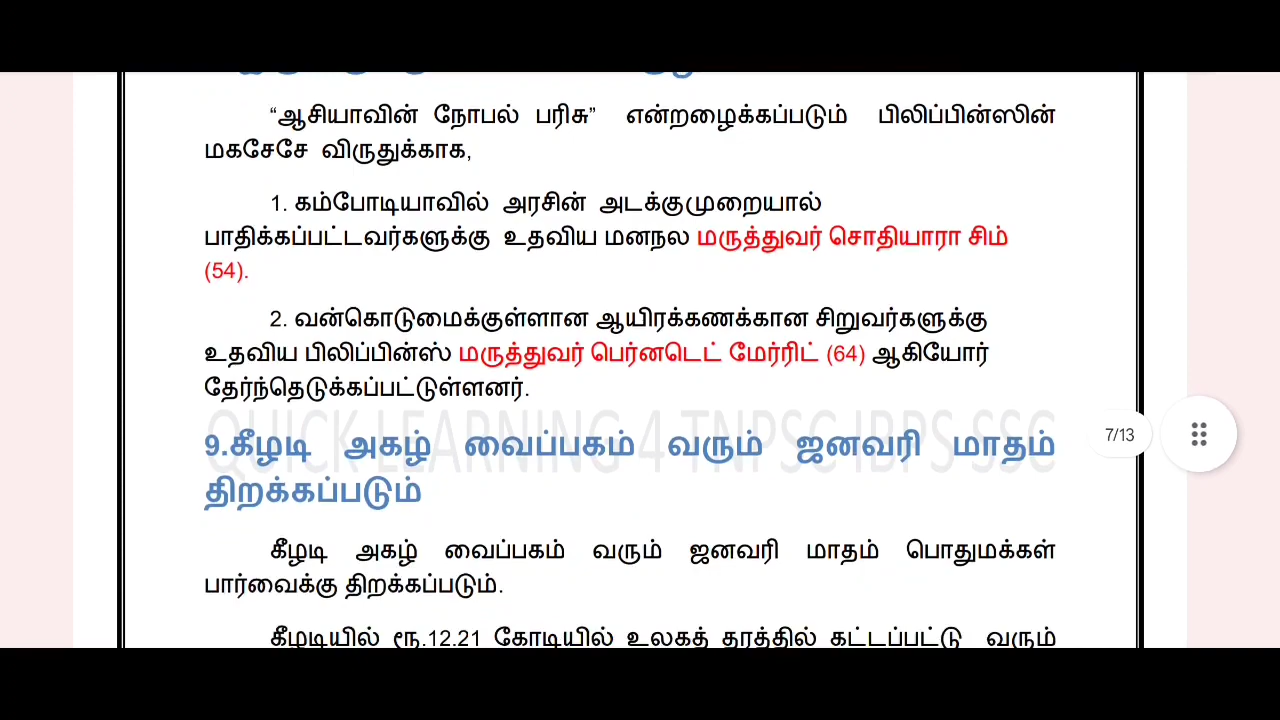 “ஆசியாவின் நோபல் பரிசு” என்றழைக்கப்படும் பிலிப்பின்ஸின்
மகசேசே விருதுக்காக,
1. கம்போடியாவில் அரசின் அடக்குமுறையால்
பாதிக்கப்பட்டவர்களுக்கு உதவிய மனநல மருத்துவர் சொதியாரா சிம்
(54).
2. வன்கொடுமைக்குள்ளான ஆயிரக்கணக்கான சிறுவர்களுக்கு
உதவிய பிலிப்பின்ஸ் மருத்துவர் பெர்னடெட் மேர்ரிட் (64) ஆகியோர்
தேர்ந்தெடுக்கப்பட்டுள்ளனர்.
QUICK LEARNING 4 TNPSC IBPS SSC
9.கீழடி அகழ் வைப்பகம் வரும் ஜனவரி மாதம்
திறக்கப்படும்
7/13
கீழடி அகழ் வைப்பகம் வரும் ஜனவரி மாதம் பொதுமக்கள்
பார்வைக்கு திறக்கப்படும்.
கீழடியில் ரூ.12.21 கோடியில் உலகத் தரத்தில் கட்டப்பட்டு வரும்